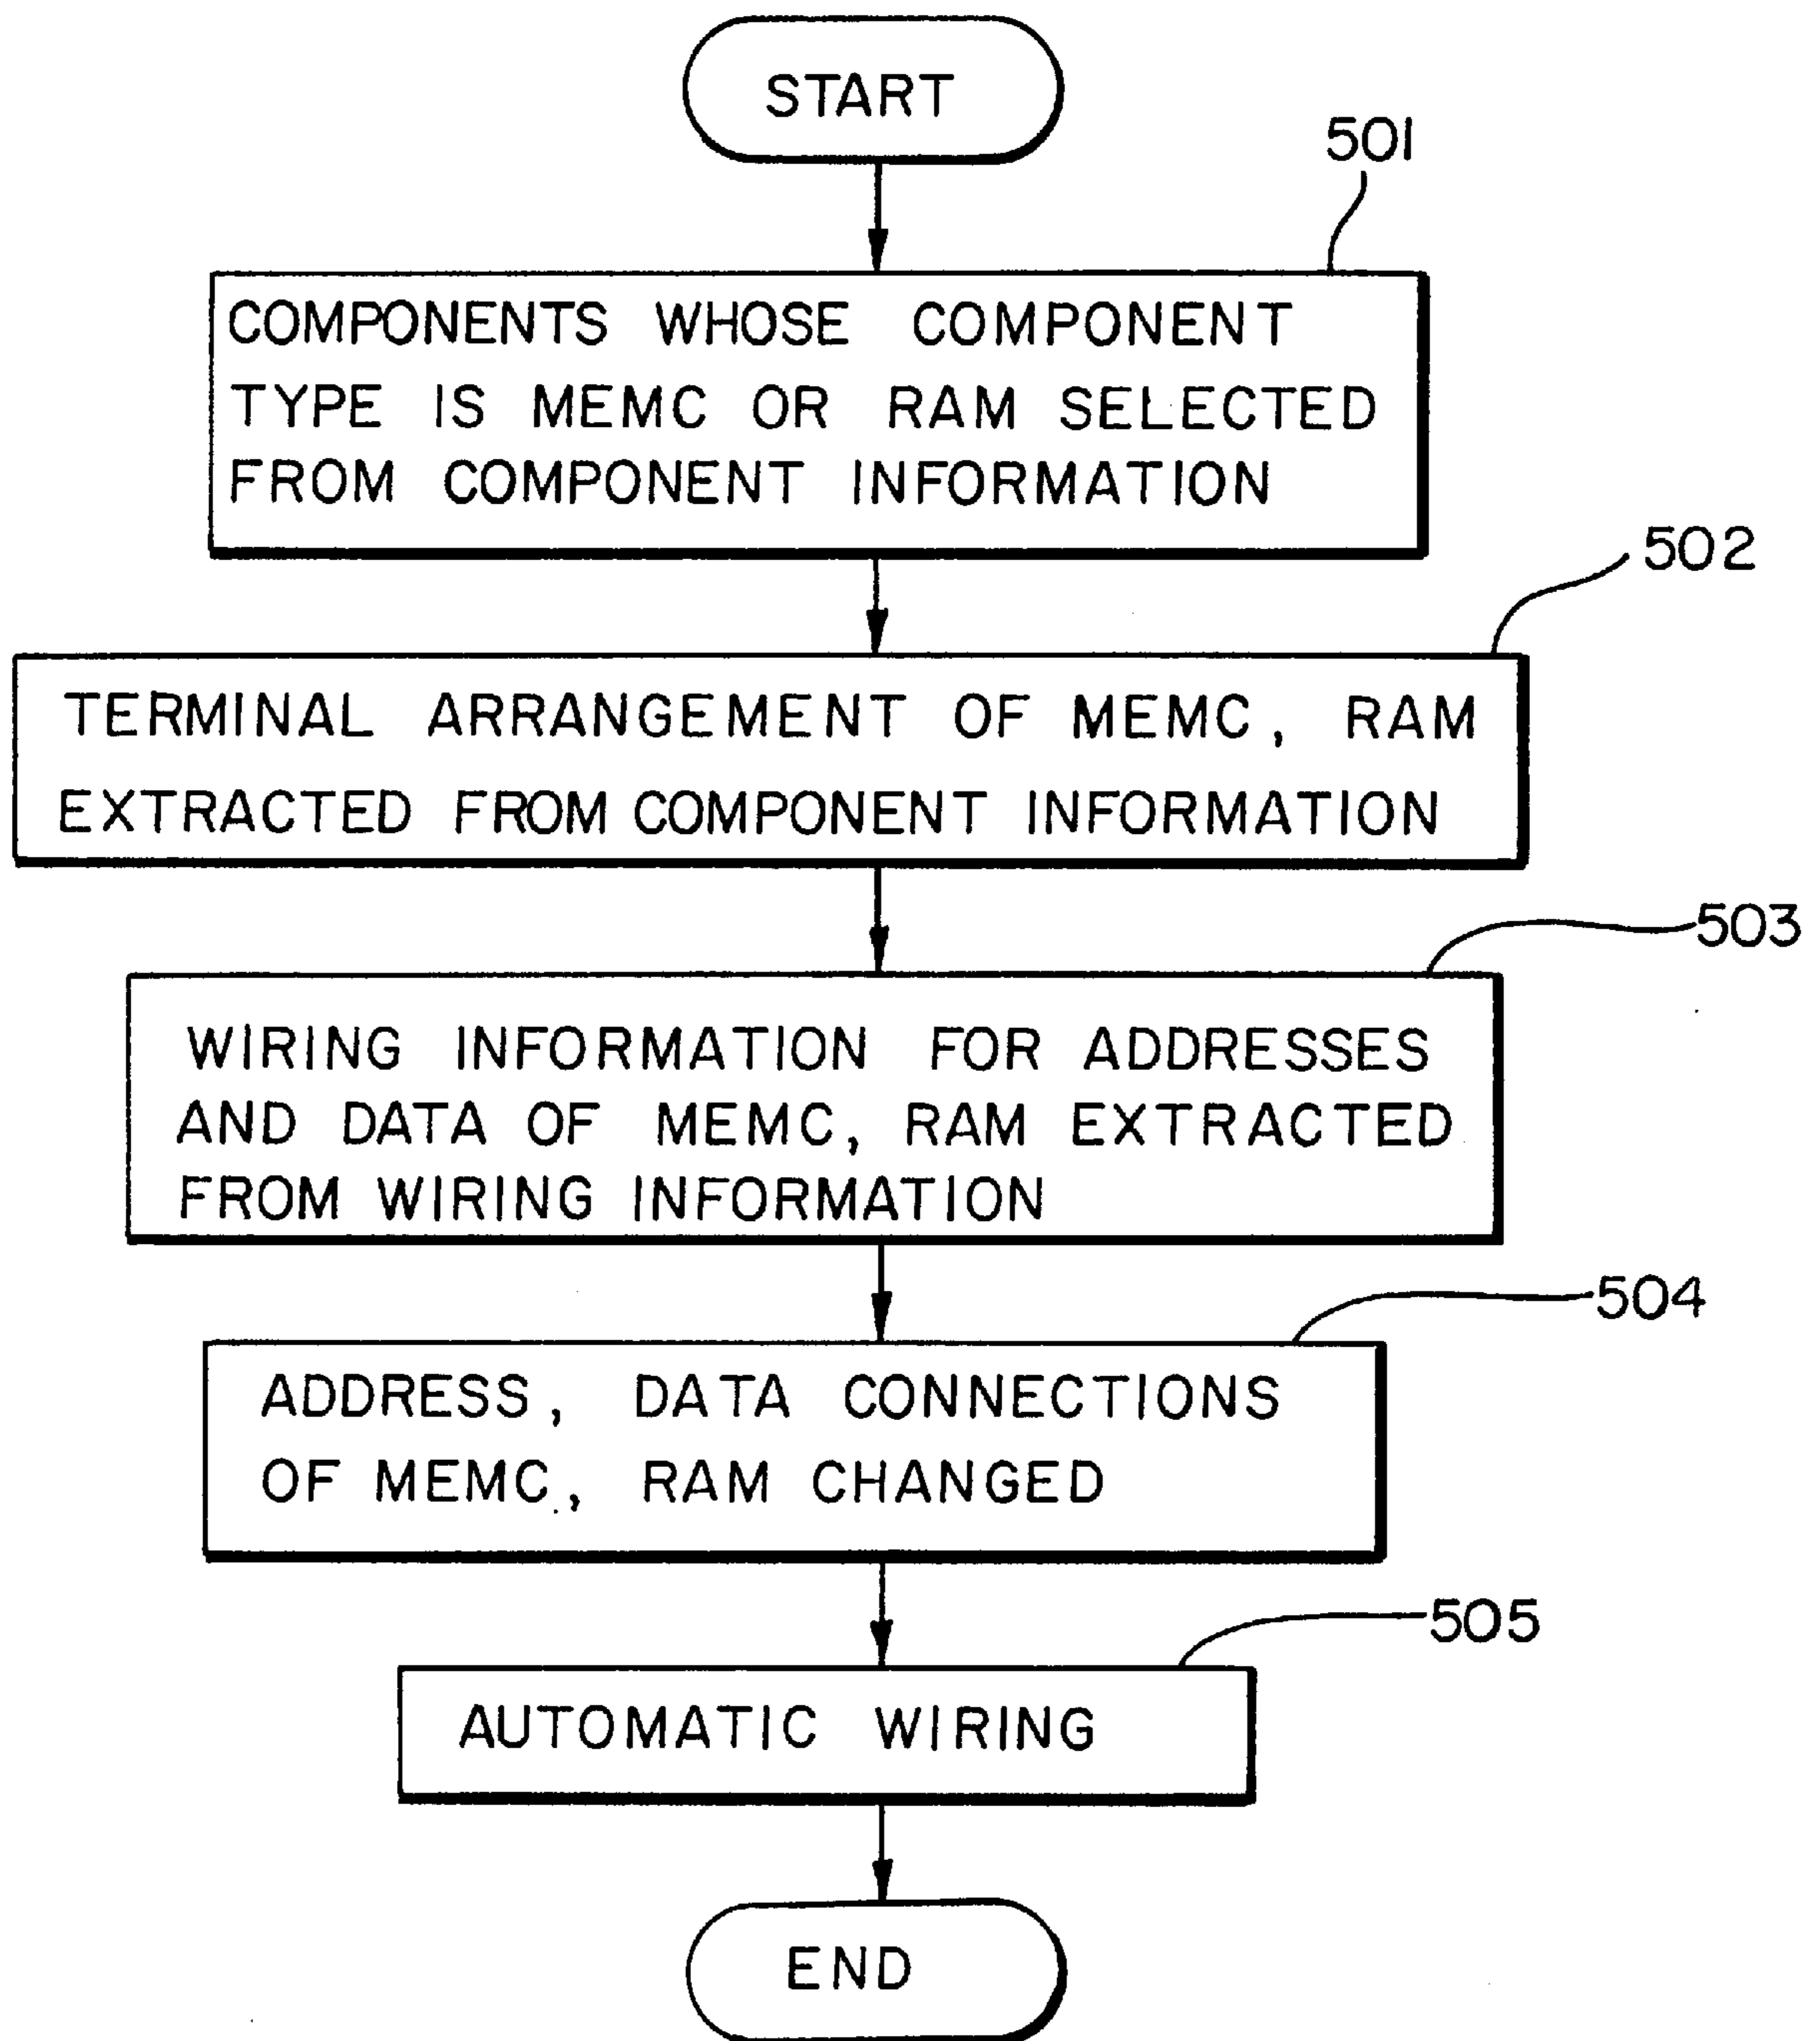 START
501
COMPONENTS WHOSE COMPONENT
TYPE IS MEMC OR RAM SELECTED
FROM COMPONENT INFORMATION
502
TERMINAL ARRANGEMENT OF MEMC, RAM
EXTRACTED FROM COMPONENT INFORMATION
503
WIRING INFORMATION FOR ADDRESSES
AND DATA OF MEMC, RAM EXTRACTED
FROM WIRING INFORMATION
504
ADDRESS, DATA CONNECTIONS
OF MEMC, RAM CHANGED
505
AUTOMATIC WIRING
END